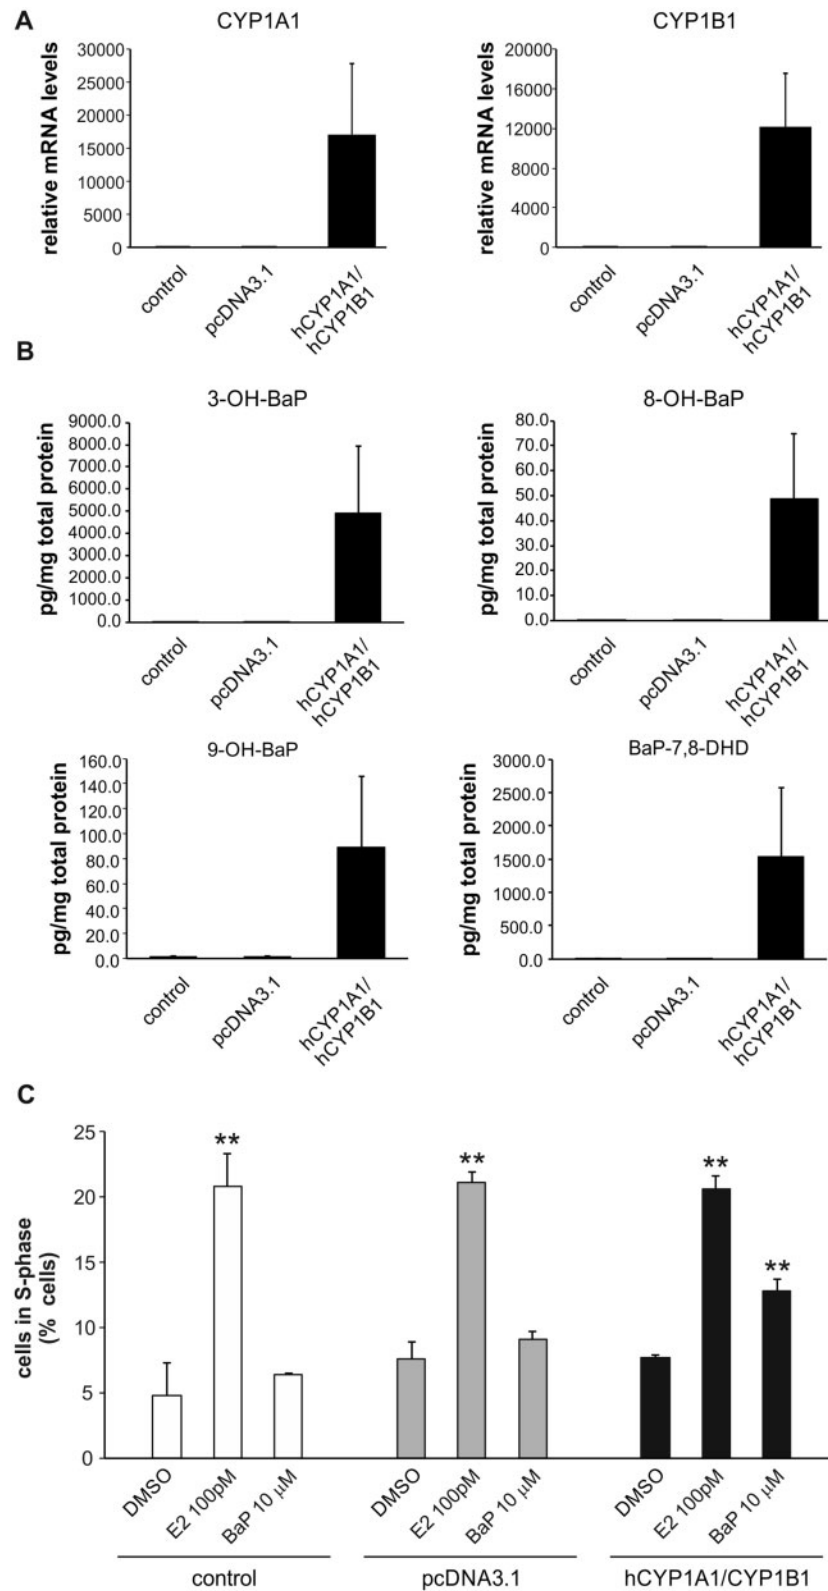 A
CYP1A1
CYP1B1
relative mRNA levels
30000
25000
20000
15000
10000
5000
0
control
pcDNA3.1
hCYP1A1/
hCYP1B1
relative mRNA levels
20000
16000
12000
8000
4000
0
control
pcDNA3.1
hCYP1A1/
hCYP1B1
B
3-OH-BaP
pg/mg total protein
9000.0
8000.0
7000.0
6000.0
5000.0
4000.0
3000.0
2000.0
1000.0
0.0
control
pcDNA3.1
hCYP1A1/
hCYP1B1
8-OH-BaP
pg/mg total protein
80.0
70.0
60.0
50.0
40.0
30.0
20.0
10.0
0.0
control
pcDNA3.1
hCYP1A1/
hCYP1B1
9-OH-BaP
pg/mg total protein
160.0
140.0
120.0
100.0
80.0
60.0
40.0
20.0
0.0
control
pcDNA3.1
hCYP1A1/
hCYP1B1
BaP-7,8-DHD
pg/mg total protein
3000.0
2500.0
2000.0
1500.0
1000.0
500.0
0.0
control
pcDNA3.1
hCYP1A1/
hCYP1B1
C
cells in S-phase
(% cells)
25
20
15
10
5
0
**
**
**
**
DMSO
E2 100pM
BaP 10 µM
DMSO
E2 100pM
BaP 10 µM
DMSO
E2 100pM
BaP 10 µM
control
pcDNA3.1
hCYP1A1/CYP1B1